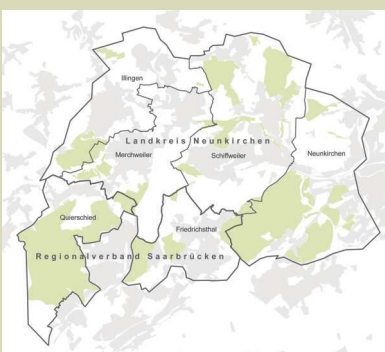 Illingen
Landkreis Neunkirchen
Merchweiler
Schiffweiler
Neunkirchen
Quierschied
Friedrichsthal
Regionalverband Saarbrücken